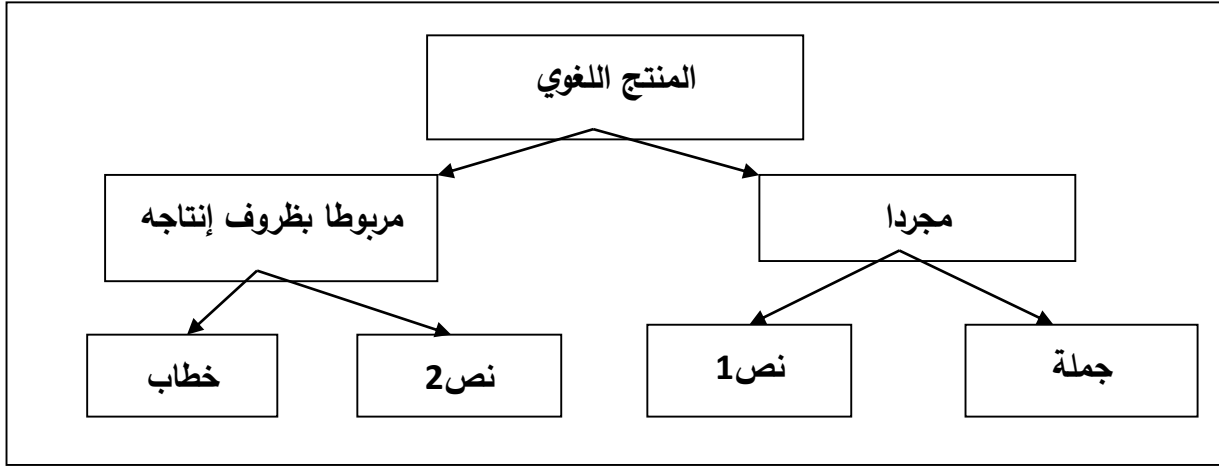 المنتج اللغوي
مجردا
مربوطا بظروف إنتاجه
جملة
نص1
نص2
خطاب